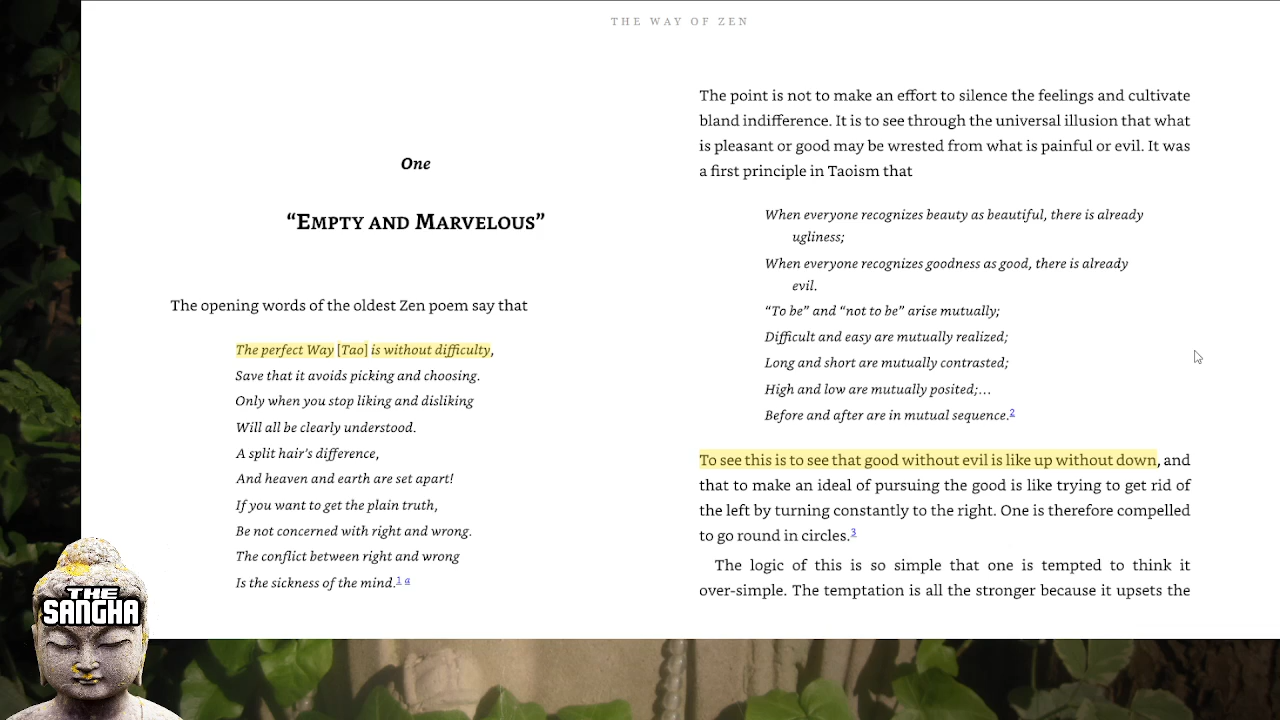 THE WAY OF ZEN
One
“EMPTY AND MARVELOUS”
The opening words of the oldest Zen poem say that
The perfect Way [Tao] is without difficulty,
Save that it avoids picking and choosing.
Only when you stop liking and disliking
Will all be clearly understood.
A split hair’s difference,
And heaven and earth are set apart!
If you want to get the plain truth,
Be not concerned with right and wrong.
The conflict between right and wrong
Is the sickness of the mind.1 a
The point is not to make an effort to silence the feelings and cultivate
bland indifference. It is to see through the universal illusion that what
is pleasant or good may be wrested from what is painful or evil. It was
a first principle in Taoism that
When everyone recognizes beauty as beautiful, there is already
ugliness;
When everyone recognizes goodness as good, there is already
evil.
“To be” and “not to be” arise mutually;
Difficult and easy are mutually realized;
Long and short are mutually contrasted;
High and low are mutually posited;…
Before and after are in mutual sequence.2
To see this is to see that good without evil is like up without down, and
that to make an ideal of pursuing the good is like trying to get rid of
the left by turning constantly to the right. One is therefore compelled
to go round in circles.3
The logic of this is so simple that one is tempted to think it
over-simple. The temptation is all the stronger because it upsets the
THE
SANGHA